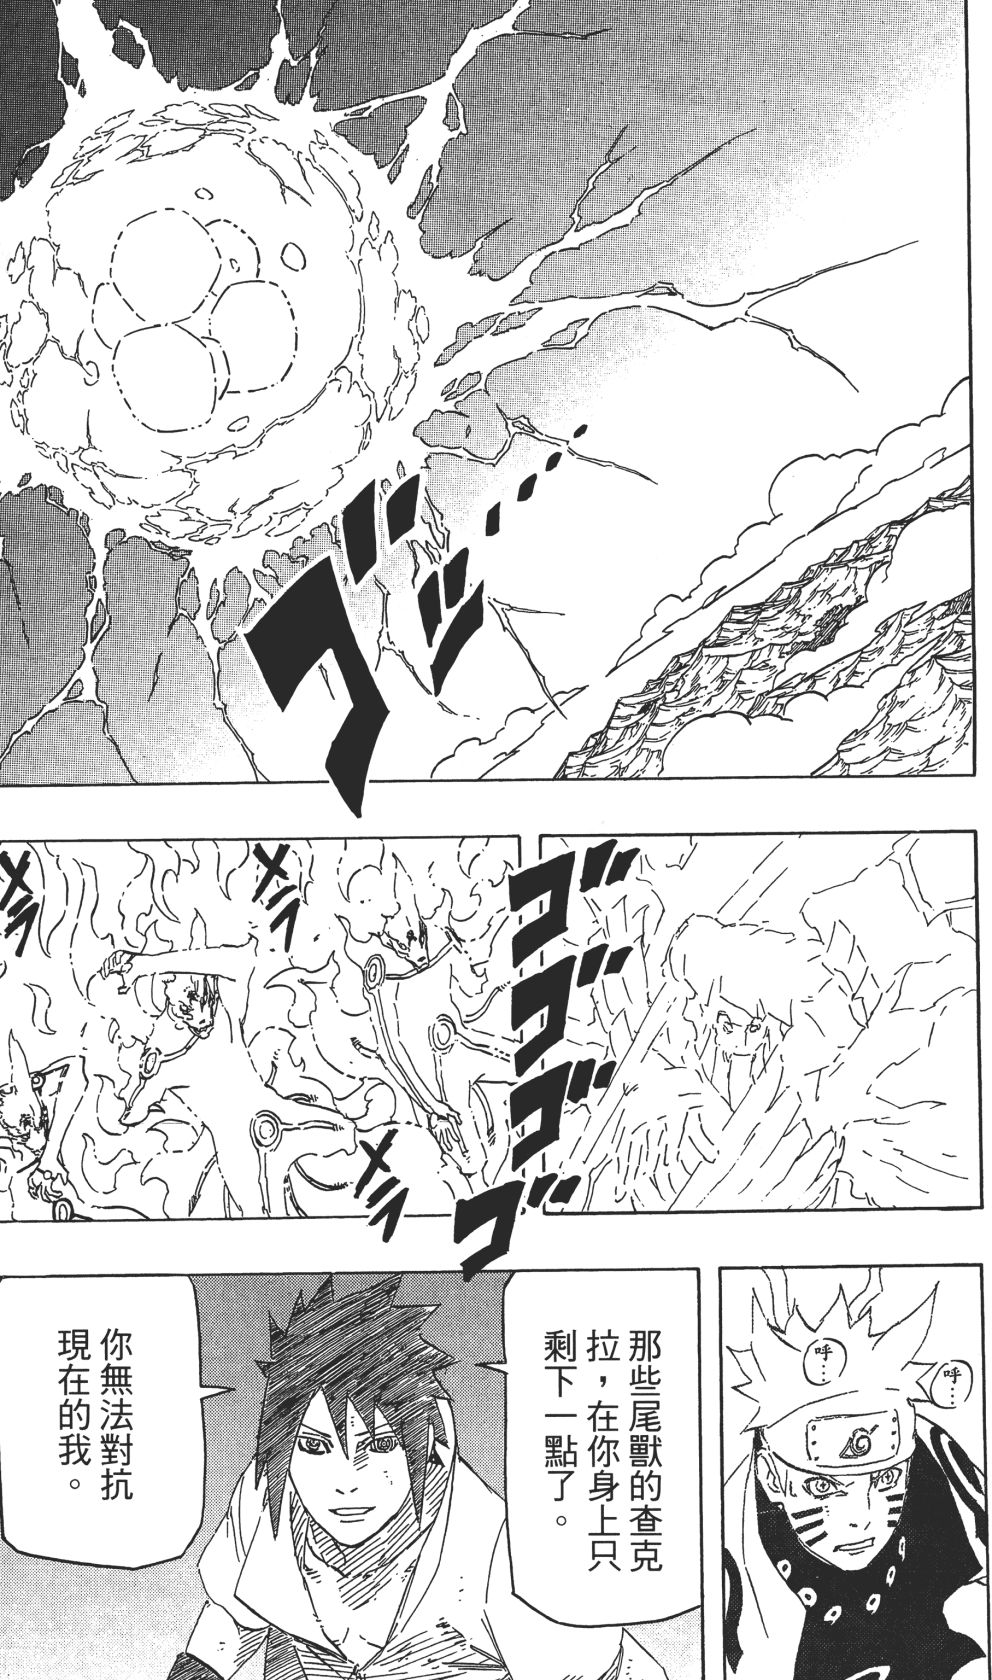 ゴゴ
ゴゴゴゴ
メラ
メラ
メラ
呼…
呼…
那些尾獸的查克
拉，在你身上只
剩下一點了。
你無法對抗
現在的我。